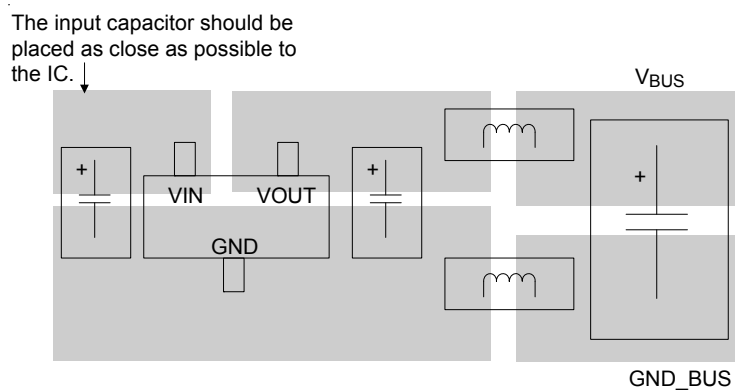 The input capacitor should be
placed as close as possible to
the IC.
VBUS
+
+
+
VIN
VOUT
GND
GND_BUS